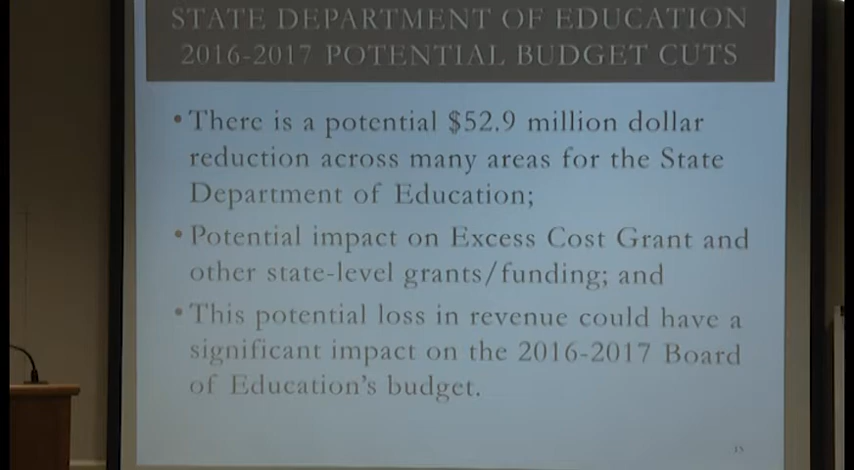 STATE DEPARTMENT OF EDUCATION
2016-2017 POTENTIAL BUDGET CUTS
•There is a potential $52.9 million dollar
reduction across many areas for the State
Department of Education;
•Potential impact on Excess Cost Grant and
other state-level grants/funding; and
•This potential loss in revenue could have a
significant impact on the 2016-2017 Board
of Education's budget.